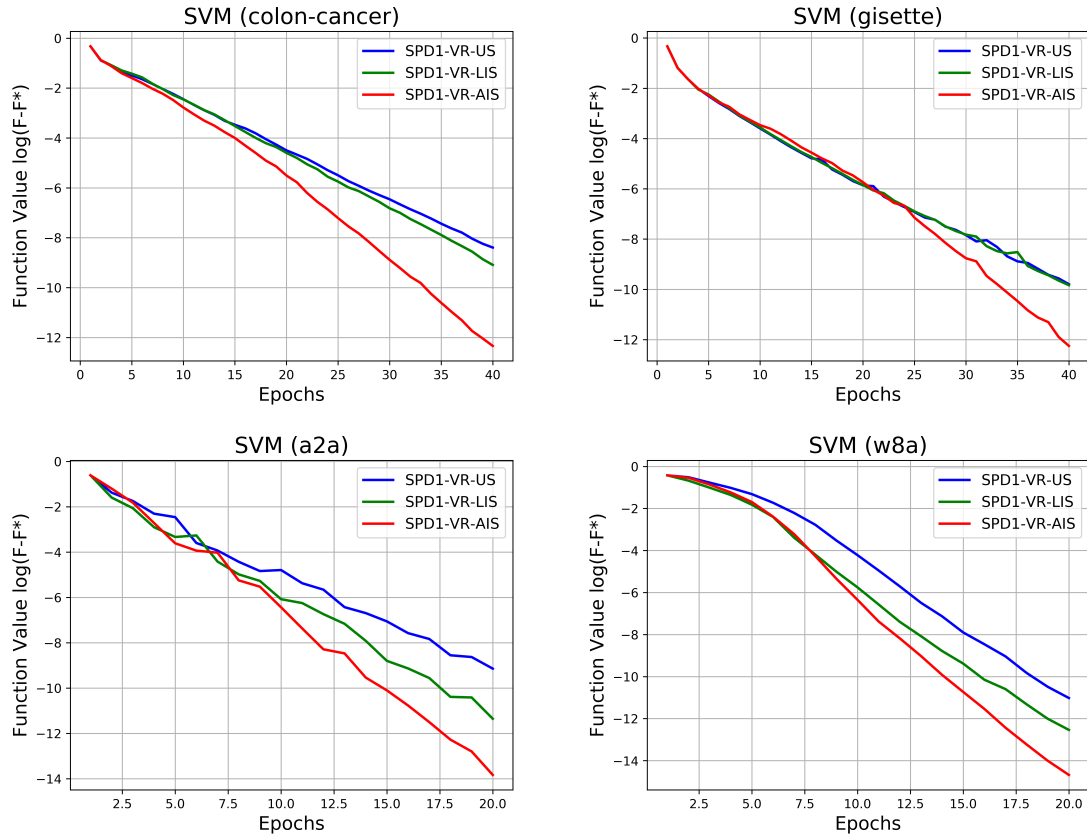 SVM (colon-cancer)
Function Value log(F-F*)
0
−2
−4
−6
−8
−10
−12
SPD1-VR-US
SPD1-VR-LIS
SPD1-VR-AIS
0 5 10 15 20 25 30 35 40
Epochs
SVM (gisette)
Function Value log(F-F*)
0
−2
−4
−6
−8
−10
−12
SPD1-VR-US
SPD1-VR-LIS
SPD1-VR-AIS
0 5 10 15 20 25 30 35 40
Epochs
SVM (a2a)
Function Value log(F-F*)
0
−2
−4
−6
−8
−10
−12
−14
SPD1-VR-US
SPD1-VR-LIS
SPD1-VR-AIS
2.5 5.0 7.5 10.0 12.5 15.0 17.5 20.0
Epochs
SVM (w8a)
Function Value log(F-F*)
0
−2
−4
−6
−8
−10
−12
−14
SPD1-VR-US
SPD1-VR-LIS
SPD1-VR-AIS
2.5 5.0 7.5 10.0 12.5 15.0 17.5 20.0
Epochs